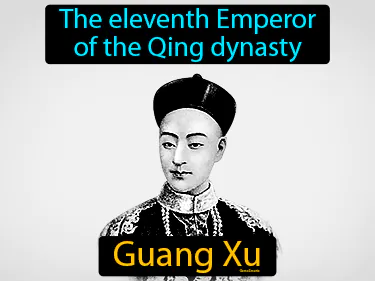 The eleventh Emperor
of the Qing dynasty
Guang Xu